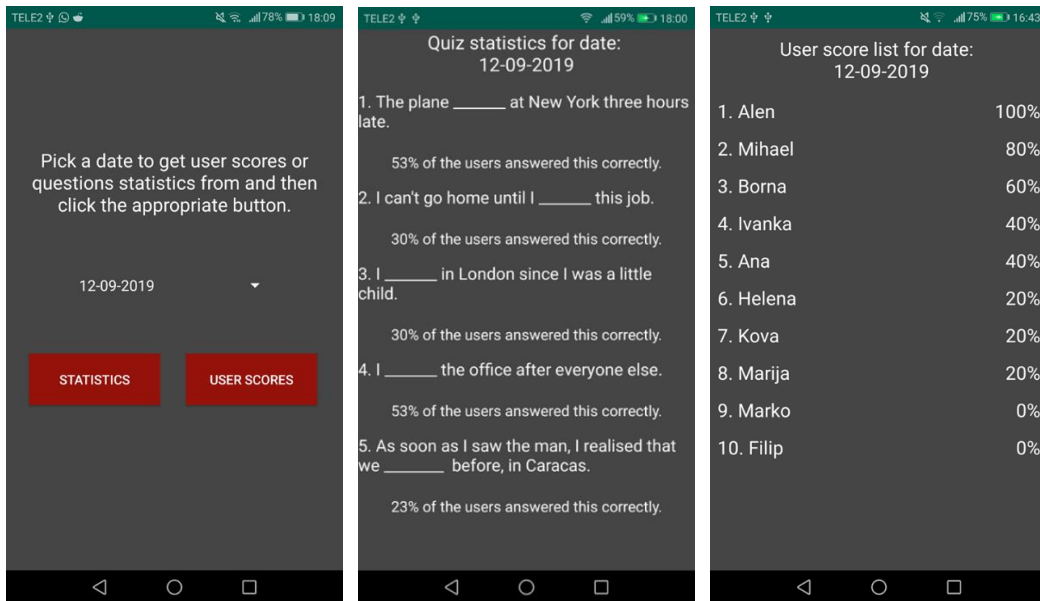 TELE2 78% 18:09
Pick a date to get user scores or
questions statistics from and then
click the appropriate button.
12-09-2019
STATISTICS USER SCORES
TELE2 59% 18:00
Quiz statistics for date:
12-09-2019
1. The plane ______ at New York three hours
late.
53% of the users answered this correctly.
2. I can't go home until I ______ this job.
30% of the users answered this correctly.
3. I ______ in London since I was a little
child.
30% of the users answered this correctly.
4. I ______ the office after everyone else.
53% of the users answered this correctly.
5. As soon as I saw the man, I realised that
we _______ before, in Caracas.
23% of the users answered this correctly.
TELE2 75% 16:43
User score list for date:
12-09-2019
1. Alen 100%
2. Mihael 80%
3. Borna 60%
4. Ivanka 40%
5. Ana 40%
6. Helena 20%
7. Kova 20%
8. Marija 20%
9. Marko 0%
10. Filip 0%